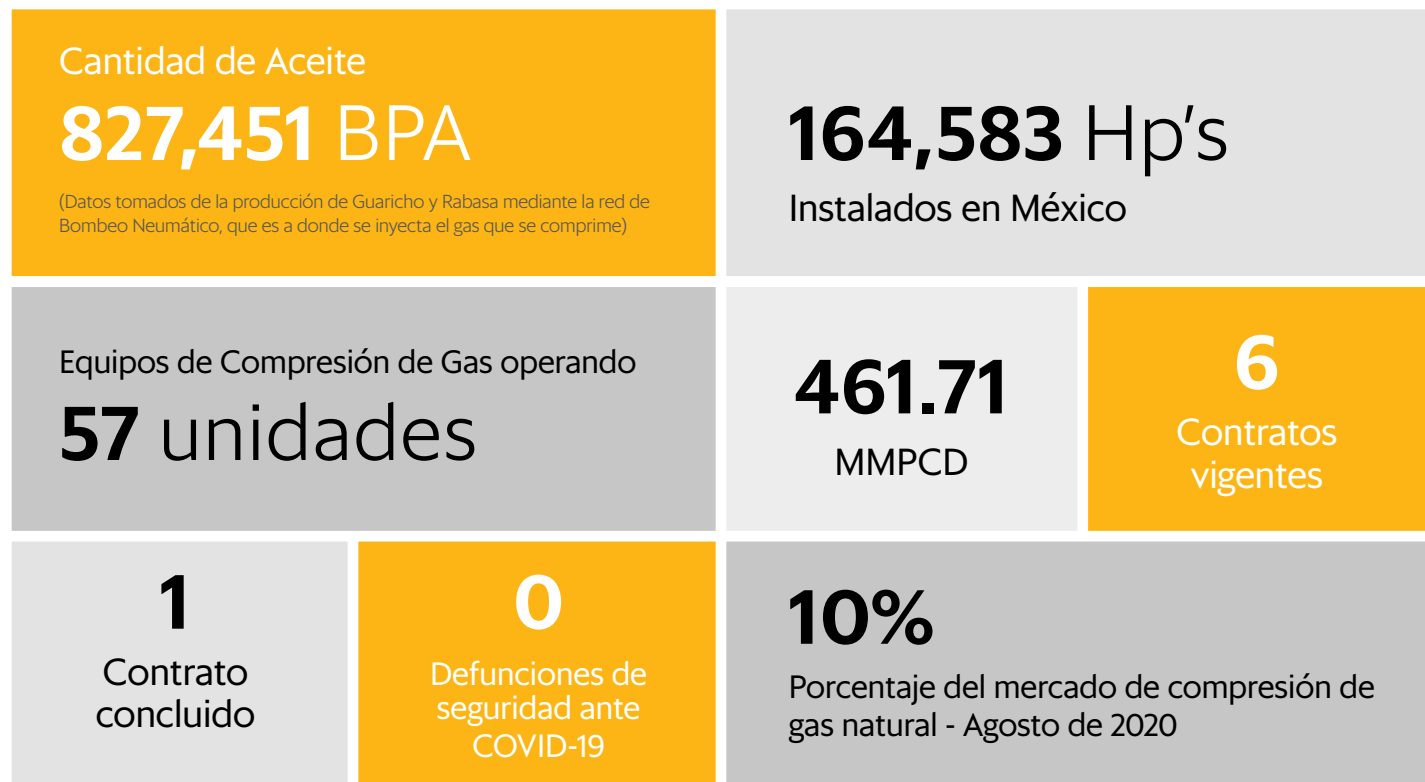 Cantidad de Aceite
827,451 BPA
(Datos tomados de la producción de Guaricho y Rabasa mediante la red de
Bombeo Neumático, que es a donde se inyecta el gas que se comprime)
164,583 Hp's
Instalados en México
Equipos de Compresión de Gas operando
57 unidades
461.71
MMPCD
6
Contratos
vigentes
1
Contrato
concluido
0
Defunciones de
seguridad ante
COVID-19
10%
Porcentaje del mercado de compresión de
gas natural - Agosto de 2020